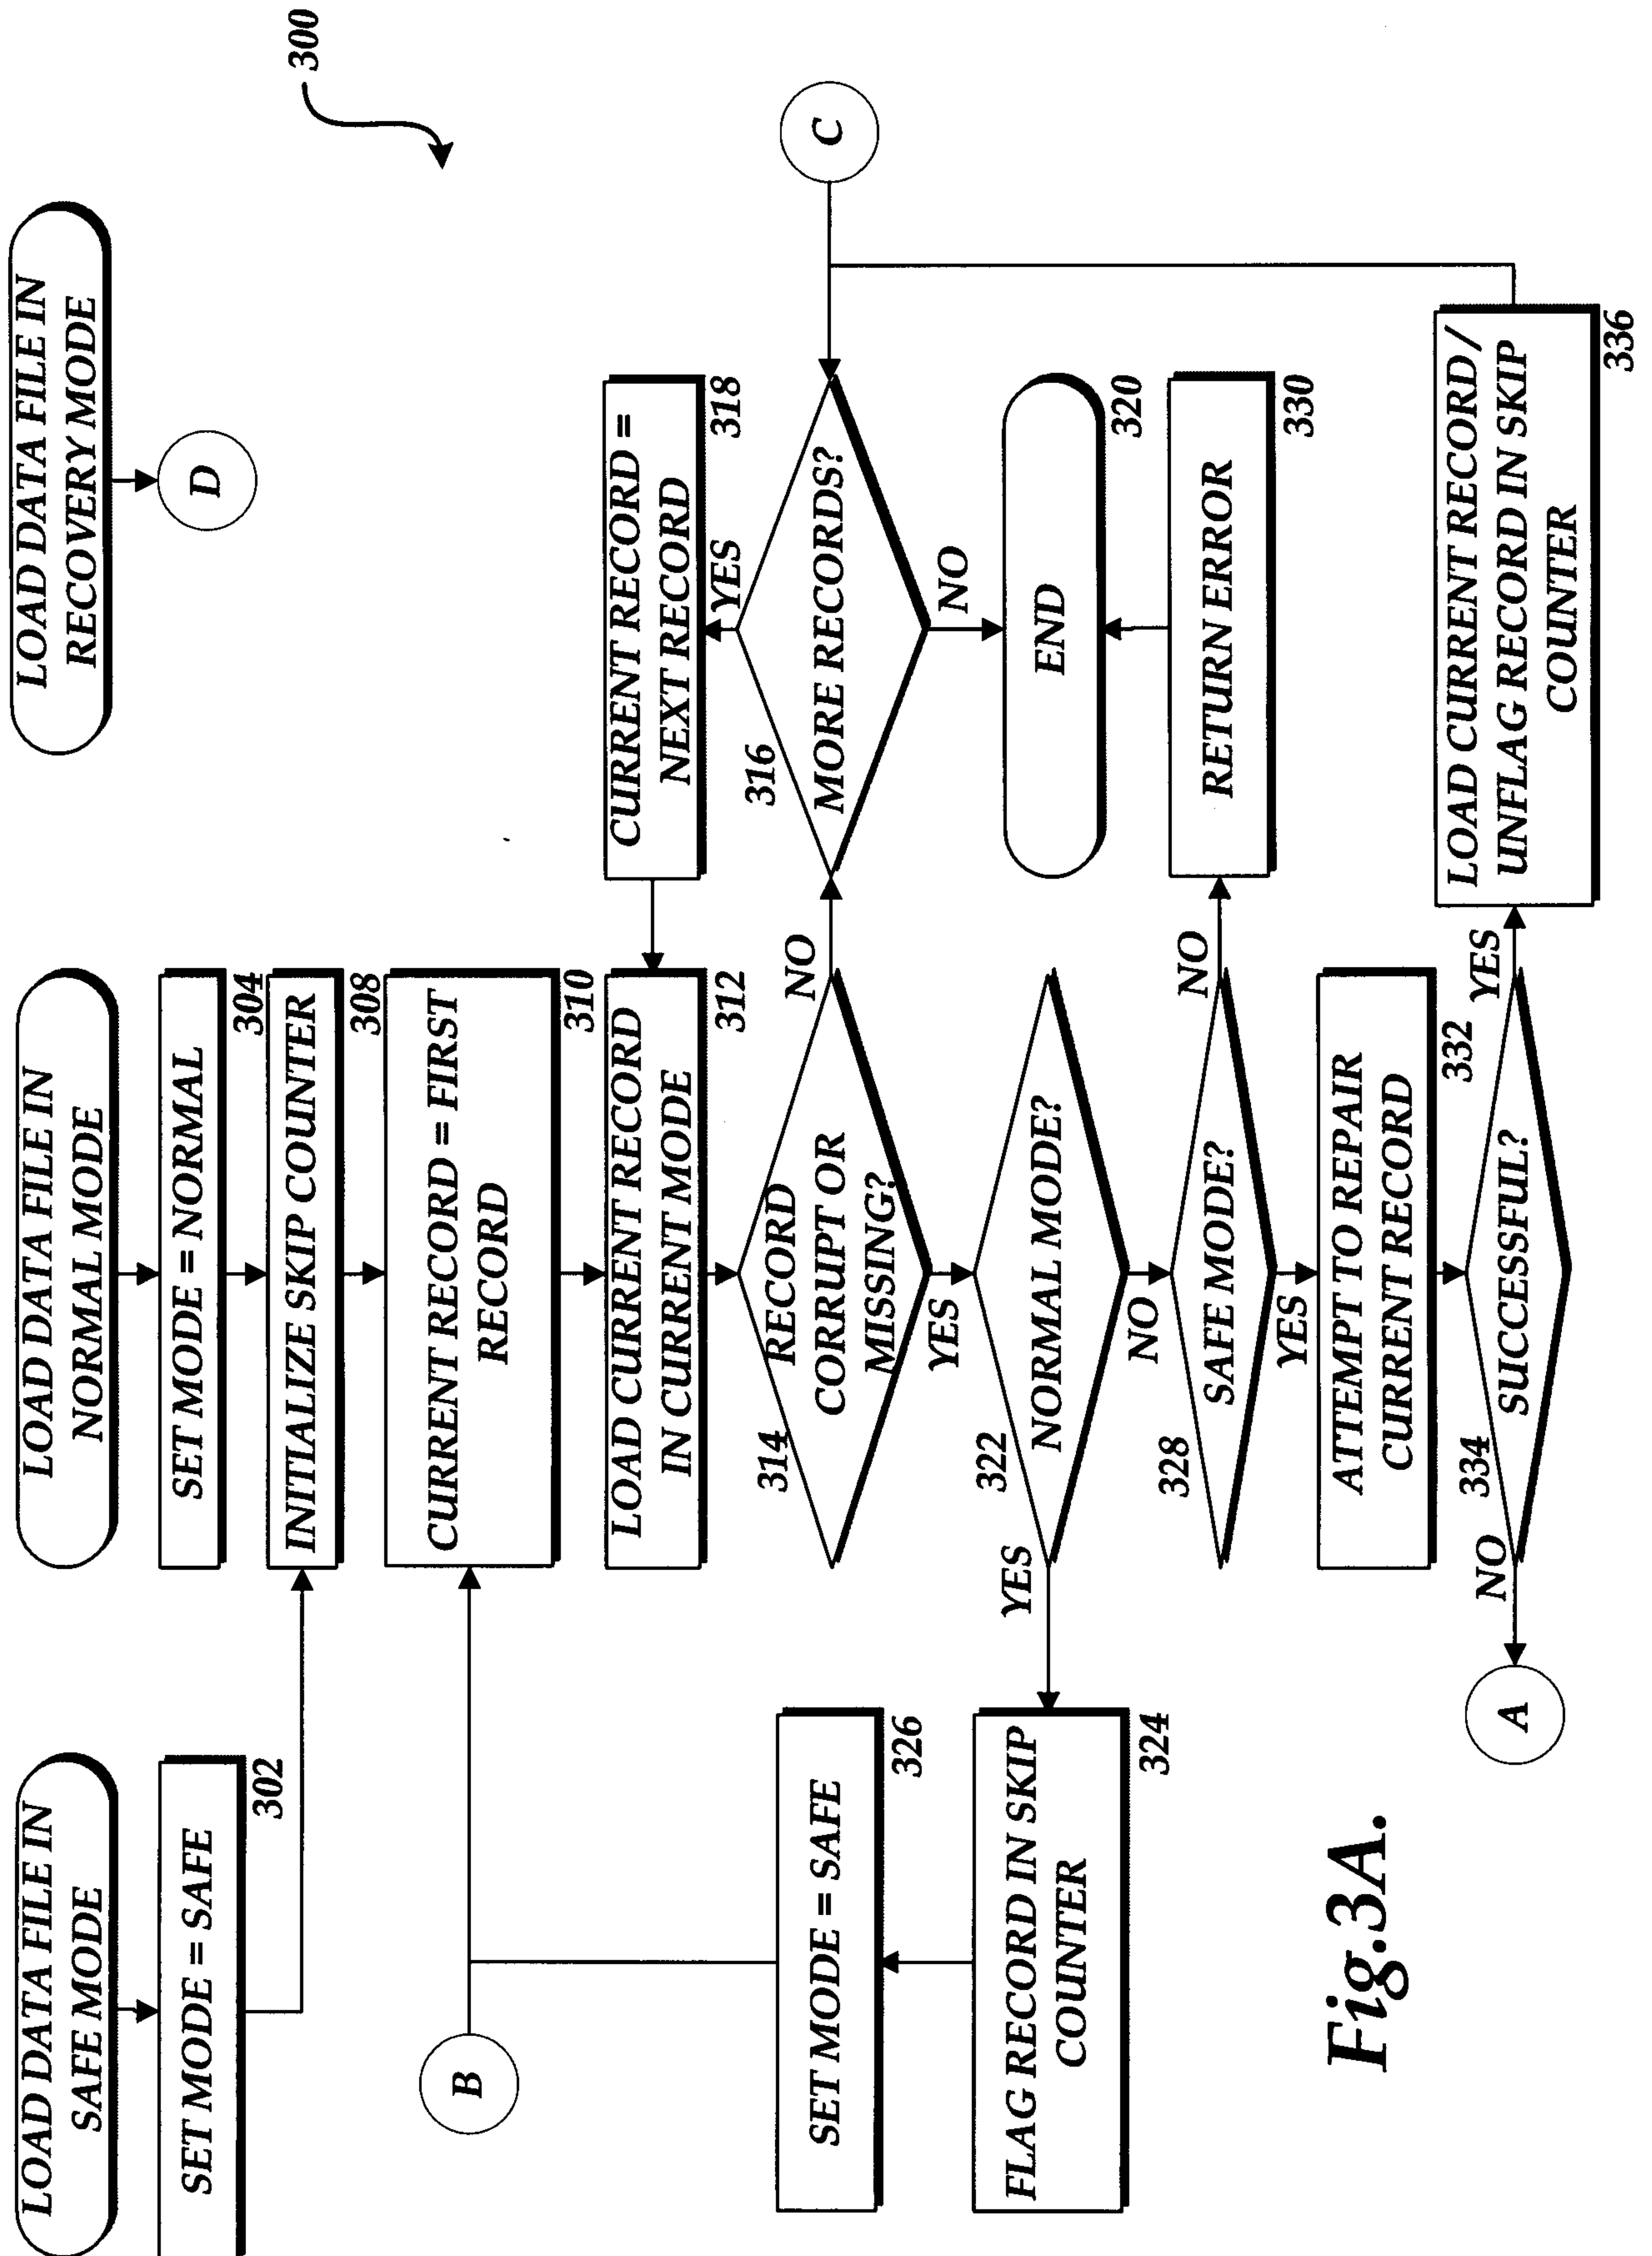 LOAD DATA FILE IN
SAFE MODE
SET MODE = SAFE
302
LOAD DATA FILE IN
NORMAL MODE
SET MODE = NORMAL
304
INITIALIZE SKIP COUNTER
308
LOAD DATA FILE IN
RECOVERY MODE
D
300
B
CURRENT RECORD = FIRST
RECORD
310
LOAD CURRENT RECORD
IN CURRENT MODE
312
CURRENT RECORD =
NEXT RECORD
318
SET MODE = SAFE
326
314
RECORD
CORRUPT OR
MISSING?
NO
YES
316
MORE RECORDS?
YES
NO
C
FLAG RECORD IN SKIP
COUNTER
324
YES
322
NORMAL MODE?
NO
END
320
328
SAFE MODE?
NO
YES
RETURN ERROR
330
ATTEMPT TO REPAIR
CURRENT RECORD
332
A
NO
334
SUCCESSFUL?
YES
LOAD CURRENT RECORD/
UNFLAG RECORD IN SKIP
COUNTER
336
Fig.3A.